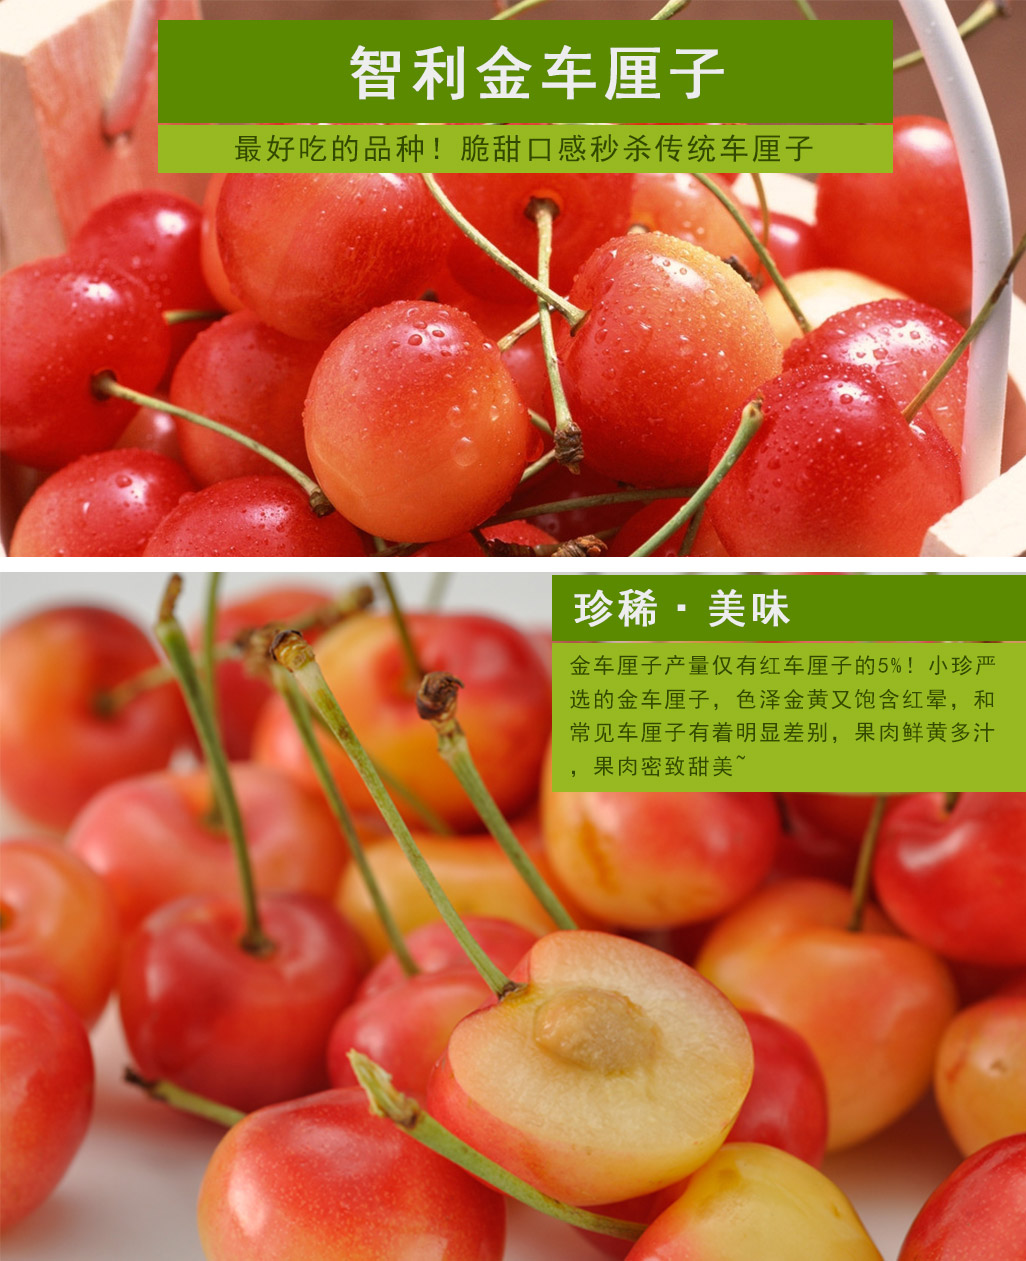 智利金车厘子
最好吃的品种！脆甜口感秒杀传统车厘子
珍稀·美味
金车厘子产量仅有红车厘子的5%！小珍严
选的金车厘子，色泽金黄又饱含红晕，和
常见车厘子有着明显差别，果肉鲜黄多汁
，果肉密致甜美~